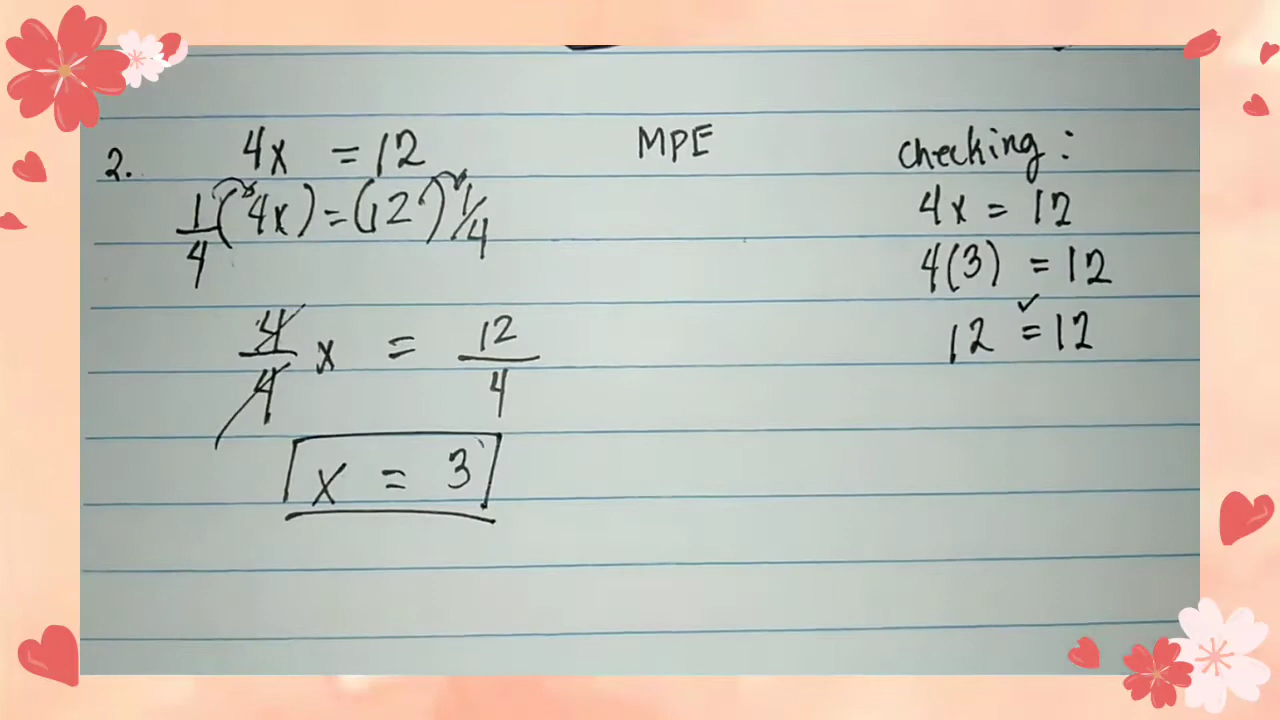 2. 4x = 12
1/4 (4x) = (12) 1/4
4/4 x = 12/4
x = 3
MPE
Checking:
4x = 12
4(3) = 12
12 = 12